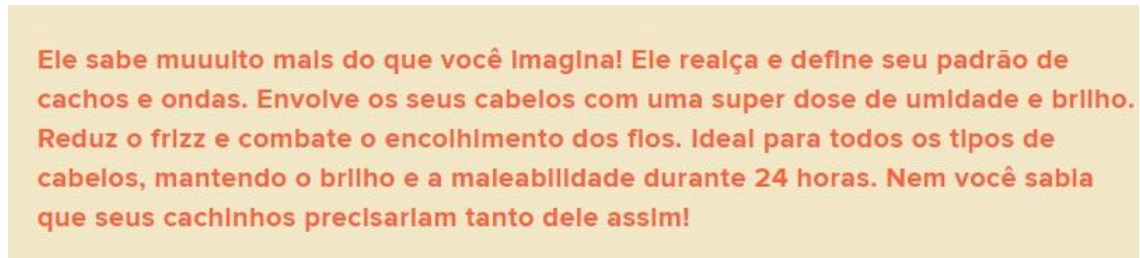 Ele sabe muuuito mais do que você imagina! Ele realça e define seu padrão de
cachos e ondas. Envolve os seus cabelos com uma super dose de umidade e brilho.
Reduz o frizz e combate o encolhimento dos fios. Ideal para todos os tipos de
cabelos, mantendo o brilho e a maleabilidade durante 24 horas. Nem você sabia
que seus cachinhos precisariam tanto dele assim!